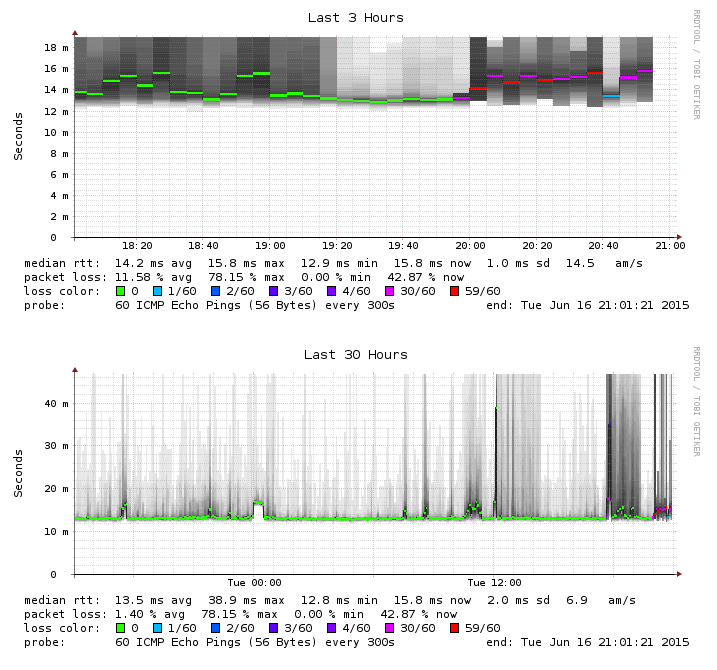 Last 3 Hours
RRDTOOL / TOBI OETIKER
Seconds
18 m
16 m
14 m
12 m
10 m
8 m
6 m
4 m
2 m
0
18:20 18:40 19:00 19:20 19:40 20:00 20:20 20:40 21:00
median rtt: 14.2 ms avg 15.8 ms max 12.9 ms min 15.8 ms now 1.0 ms sd 14.5 am/s
packet loss: 11.58 % avg 78.15 % max 0.00 % min 42.87 % now
loss color: 0 1/60 2/60 3/60 4/60 30/60 59/60
probe: 60 ICMP Echo Pings (56 Bytes) every 300s end: Tue Jun 16 21:01:21 2015
Last 30 Hours
RRDTOOL / TOBI OETIKER
Seconds
40 m
30 m
20 m
10 m
0
Tue 00:00 Tue 12:00
median rtt: 13.5 ms avg 38.9 ms max 12.8 ms min 15.8 ms now 2.0 ms sd 6.9 am/s
packet loss: 1.40 % avg 78.15 % max 0.00 % min 42.87 % now
loss color: 0 1/60 2/60 3/60 4/60 30/60 59/60
probe: 60 ICMP Echo Pings (56 Bytes) every 300s end: Tue Jun 16 21:01:21 2015